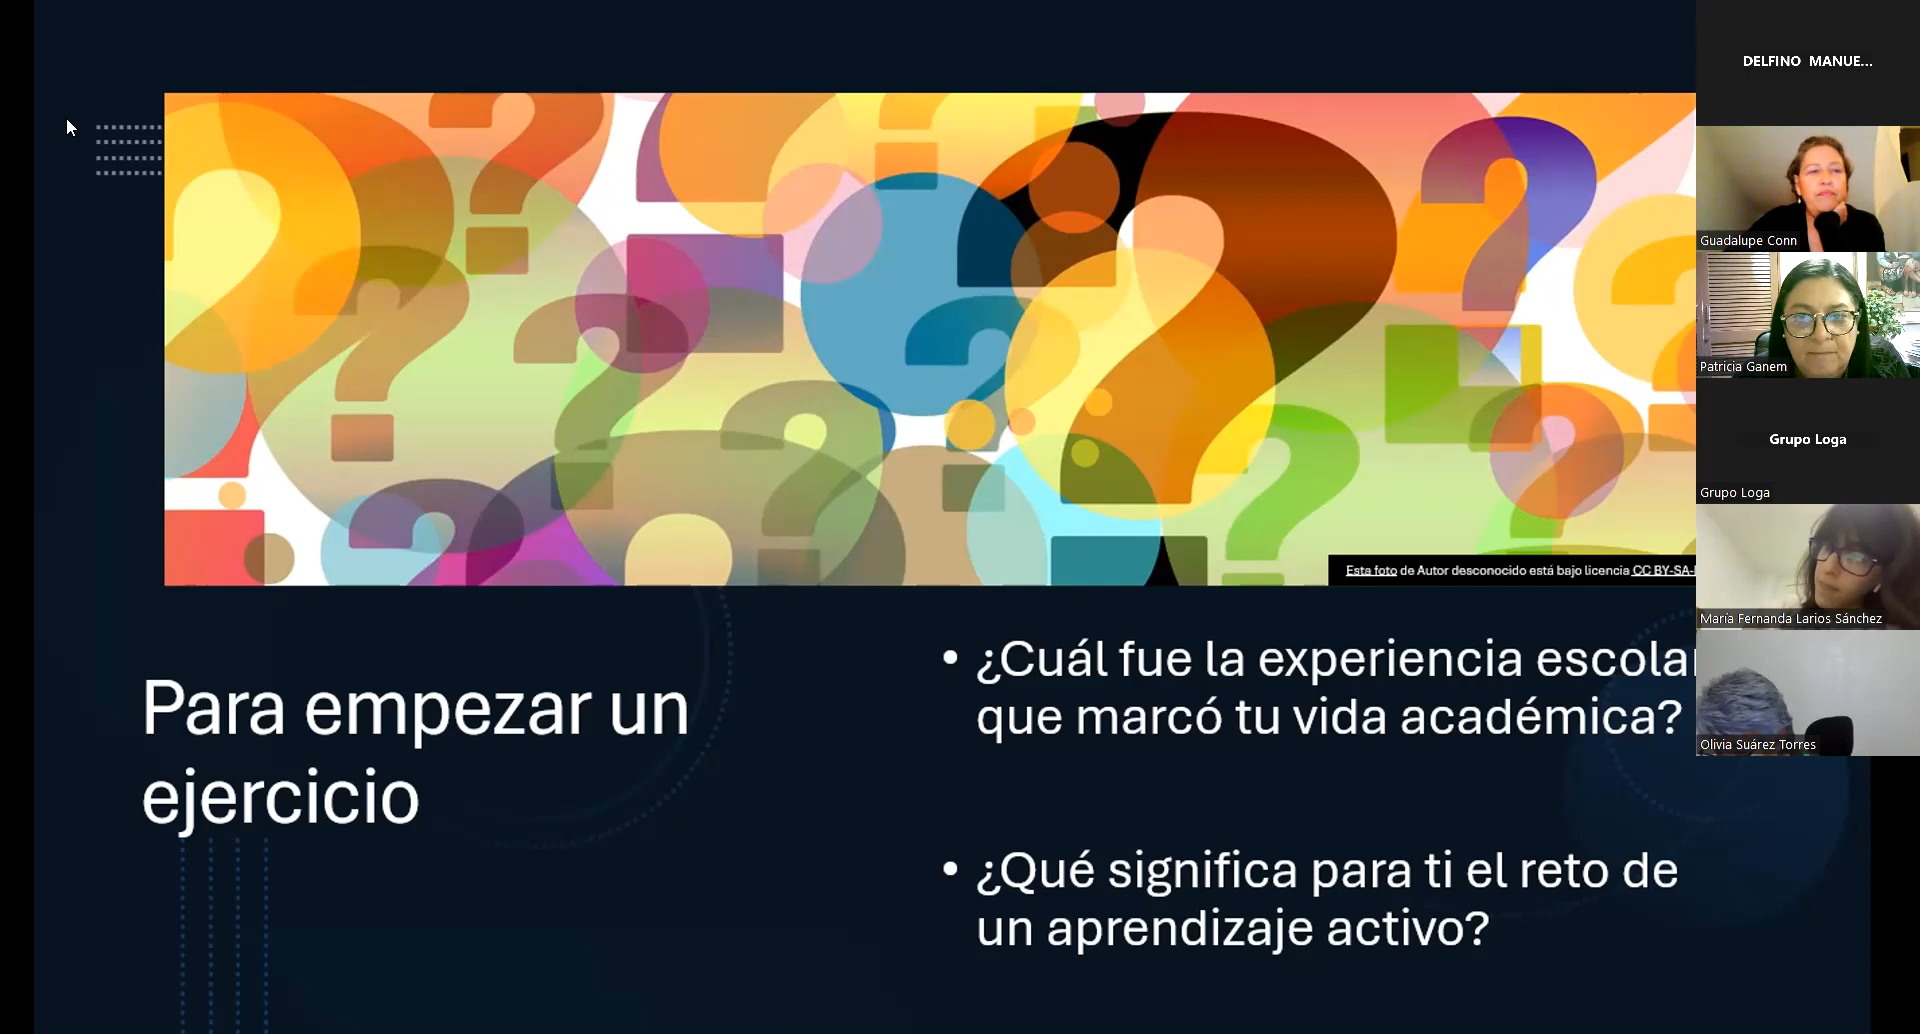 DELFINO MANUE...
Guadalupe Conn
Patricia Ganem
Grupo Loga
Grupo Loga
María Fernanda Larios Sánchez
Olivia Suárez Torres
Esta foto de Autor desconocido está bajo licencia CC BY-SA-
Para empezar un
ejercicio
• ¿Cuál fue la experiencia escolar
que marcó tu vida académica?
• ¿Qué significa para ti el reto de
un aprendizaje activo?